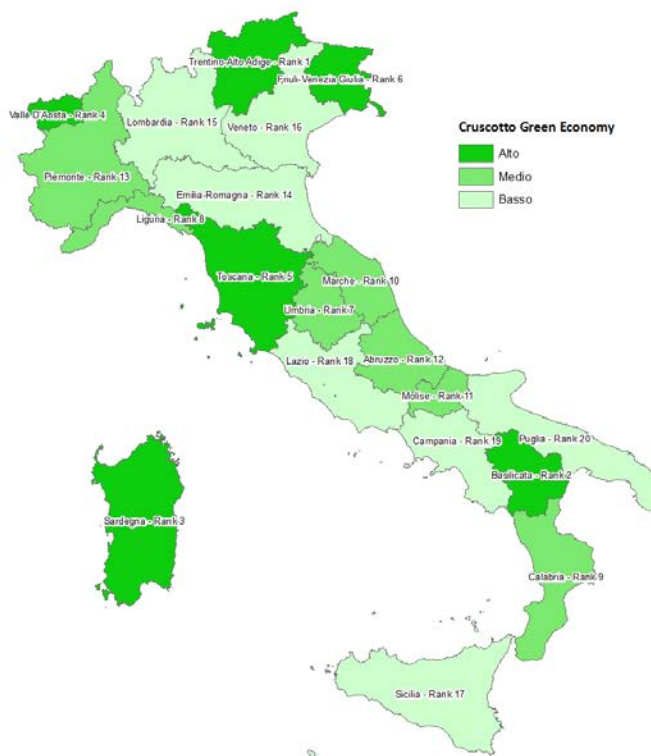 Trentino-Alto Adige - Rank 1
Friuli-Venezia Giulia - Rank 6
Valle D'Aosta - Rank 4
Lombardia - Rank 15
Veneto - Rank 16
Cruscotto Green Economy
Alto
Medio
Basso
Piemonte - Rank 13
Emilia-Romagna - Rank 14
Liguria - Rank 8
Toscana - Rank 5
Marche - Rank 10
Umbria - Rank 7
Lazio - Rank 18
Abruzzo - Rank 12
Molise - Rank 11
Campania - Rank 19
Puglia - Rank 20
Basilicata - Rank 2
Sardegna - Rank 3
Calabria - Rank 9
Sicilia - Rank 17